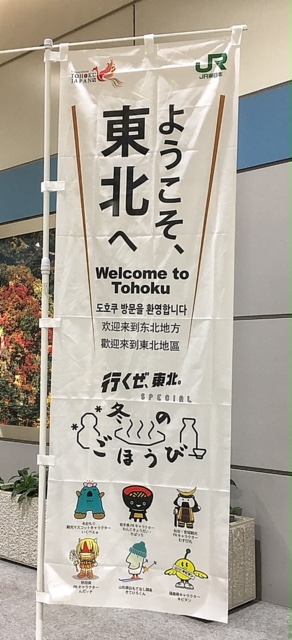 TOHOKU
JAPAN
JR
JR東日本
ようこそ、
東北へ
Welcome to
Tohoku
도호쿠 방문을 환영합니다
欢迎来到东北地方
歡迎來到東北地區
行くぜ、東北。
SPECIAL
冬の
ごほうび